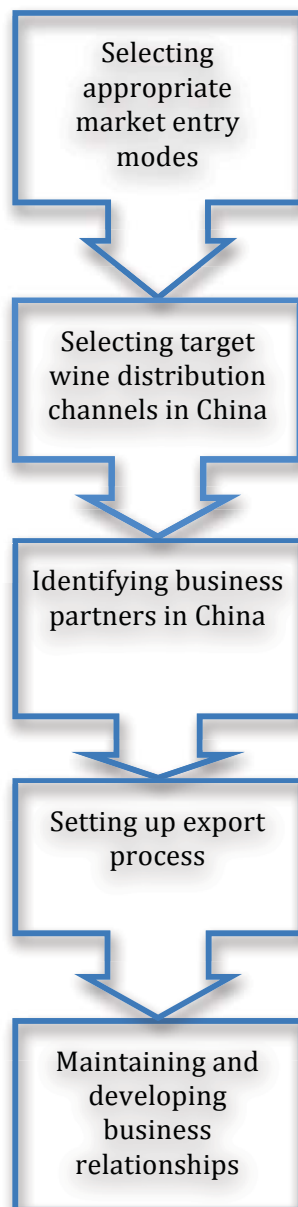 Selecting
appropriate
market entry
modes
Selecting target
wine distribution
channels in China
Identifying business
partners in China
Setting up export
process
Maintaining and
developing
business
relationships